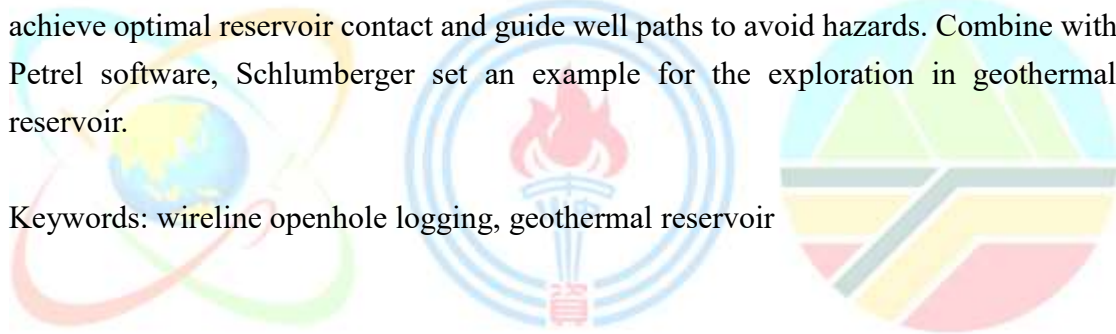 achieve optimal reservoir contact and guide well paths to avoid hazards. Combine with
Petrel software, Schlumberger set an example for the exploration in geothermal
reservoir.
Keywords: wireline openhole logging, geothermal reservoir